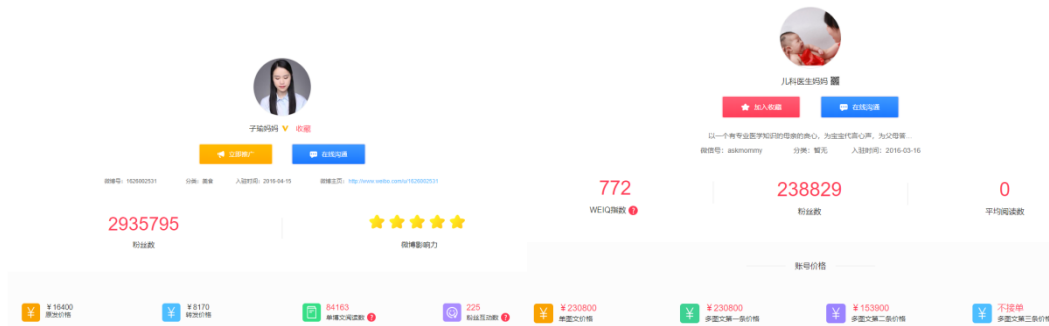 子瑜妈妈 收藏
立即推广
在线沟通
分类：美食 入驻时间：2016-04-15 微博主页：
2935795
粉丝数
微博影响力
¥16400
原发价格
¥8170
转发价格
84163
单博文阅读数 ?
225
粉丝互动数 ?
儿科医生妈妈
加入收藏
在线沟通
以一个有专业医学知识的母亲的良心，为宝宝代言心声，为父母答...
微信号：askmommy 分类：暂无 入驻时间：2016-03-16
772
WEIQ指数 ?
238829
粉丝数
0
平均阅读数
账号价格
¥230800
单图文价格
¥230800
多图文第一条价格
¥153900
多图文第二条价格
不接单
多图文第三条价格